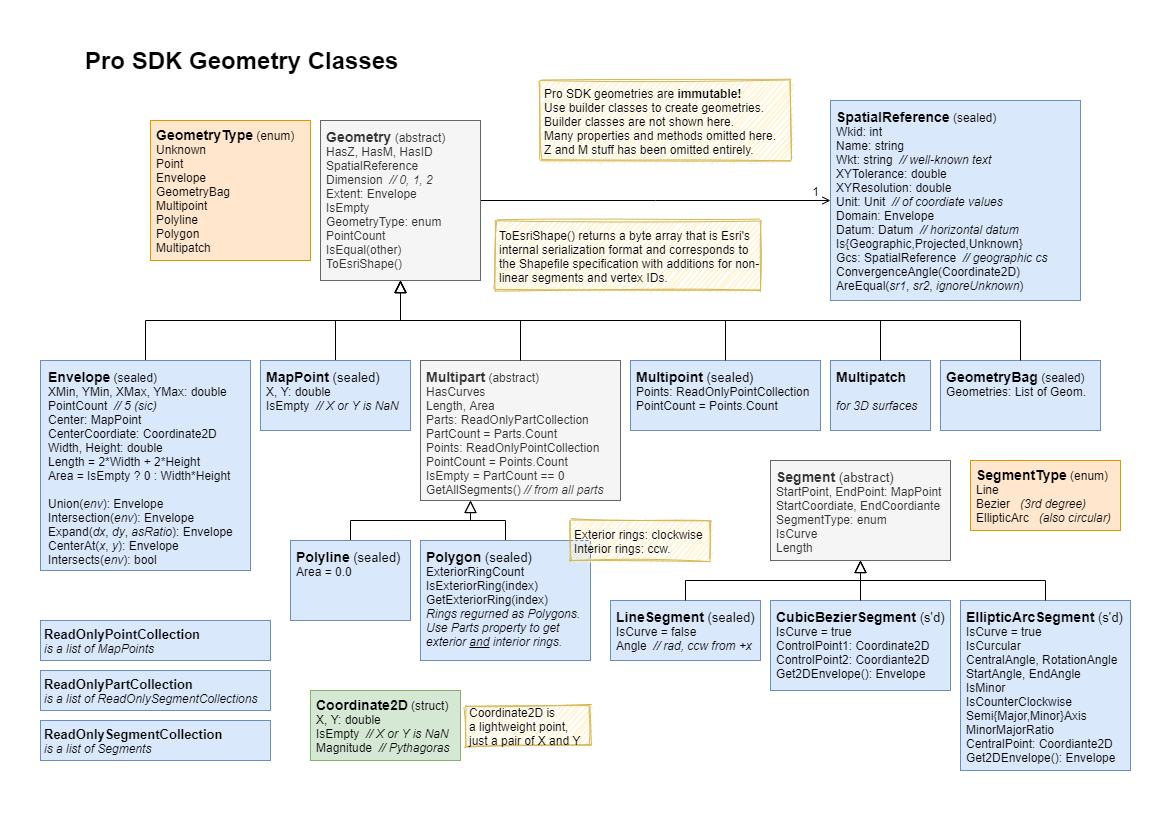 Pro SDK Geometry Classes
Pro SDK geometries are immutable!
Use builder classes to create geometries.
Builder classes are not shown here.
Many properties and methods omitted here.
Z and M stuff has been omitted entirely.
GeometryType (enum)
Unknown
Point
Envelope
GeometryBag
Multipoint
Polyline
Polygon
Multipatch
Geometry (abstract)
HasZ, HasM, HasID
SpatialReference
Dimension // 0, 1, 2
Extent: Envelope
IsEmpty
GeometryType: enum
PointCount
IsEqual(other)
ToEsriShape()
1
SpatialReference (sealed)
Wkid: int
Name: string
Wkt: string // well-known text
XYTolerance: double
XYResolution: double
Unit: Unit // of coordiate values
Domain: Envelope
Datum: Datum // horizontal datum
Is{Geographic,Projected,Unknown}
Gcs: SpatialReference // geographic cs
ConvergenceAngle(Coordinate2D)
AreEqual(sr1, sr2, ignoreUnknown)
ToEsriShape() returns a byte array that is Esri's
internal serialization format and corresponds to
the Shapefile specification with additions for non-
linear segments and vertex IDs.
Envelope (sealed)
XMin, YMin, XMax, YMax: double
PointCount // 5 (sic)
Center: MapPoint
CenterCoordiate: Coordinate2D
Width, Height: double
Length = 2*Width + 2*Height
Area = IsEmpty ? 0 : Width*Height
Union(env): Envelope
Intersection(env): Envelope
Expand(dx, dy, asRatio): Envelope
CenterAt(x, y): Envelope
Intersects(env): bool
MapPoint (sealed)
X, Y: double
IsEmpty // X or Y is NaN
Multipart (abstract)
HasCurves
Length, Area
Parts: ReadOnlyPartCollection
PartCount = Parts.Count
Points: ReadOnlyPointCollection
PointCount = Points.Count
IsEmpty = PartCount == 0
GetAllSegments() // from all parts
Multipoint (sealed)
Points: ReadOnlyPointCollection
PointCount = Points.Count
Multipatch
for 3D surfaces
GeometryBag (sealed)
Geometries: List of Geom.
Segment (abstract)
StartPoint, EndPoint: MapPoint
StartCoordiate, EndCoordiante
SegmentType: enum
IsCurve
Length
SegmentType (enum)
Line
Bezier (3rd degree)
EllipticArc (also circular)
Polyline (sealed)
Area = 0.0
Polygon (sealed)
ExteriorRingCount
IsExteriorRing(index)
GetExteriorRing(index)
Rings regurned as Polygons.
Use Parts property to get
exterior and interior rings.
Exterior rings: clockwise
Interior rings: ccw.
LineSegment (sealed)
IsCurve = false
Angle // rad, ccw from +x
CubicBezierSegment (s'd)
IsCurve = true
ControlPoint1: Coordinate2D
ControlPoint2: Coordiante2D
Get2DEnvelope(): Envelope
EllipticArcSegment (s'd)
IsCurve = true
IsCurcular
CentralAngle, RotationAngle
StartAngle, EndAngle
IsMinor
IsCounterClockwise
Semi{Major,Minor}Axis
MinorMajorRatio
CentralPoint: Coordiante2D
Get2DEnvelope(): Envelope
ReadOnlyPointCollection
is a list of MapPoints
ReadOnlyPartCollection
is a list of ReadOnlySegmentCollections
ReadOnlySegmentCollection
is a list of Segments
Coordinate2D (struct)
X, Y: double
IsEmpty // X or Y is NaN
Magnitude // Pythagoras
Coordinate2D is
a lightweight point,
just a pair of X and Y